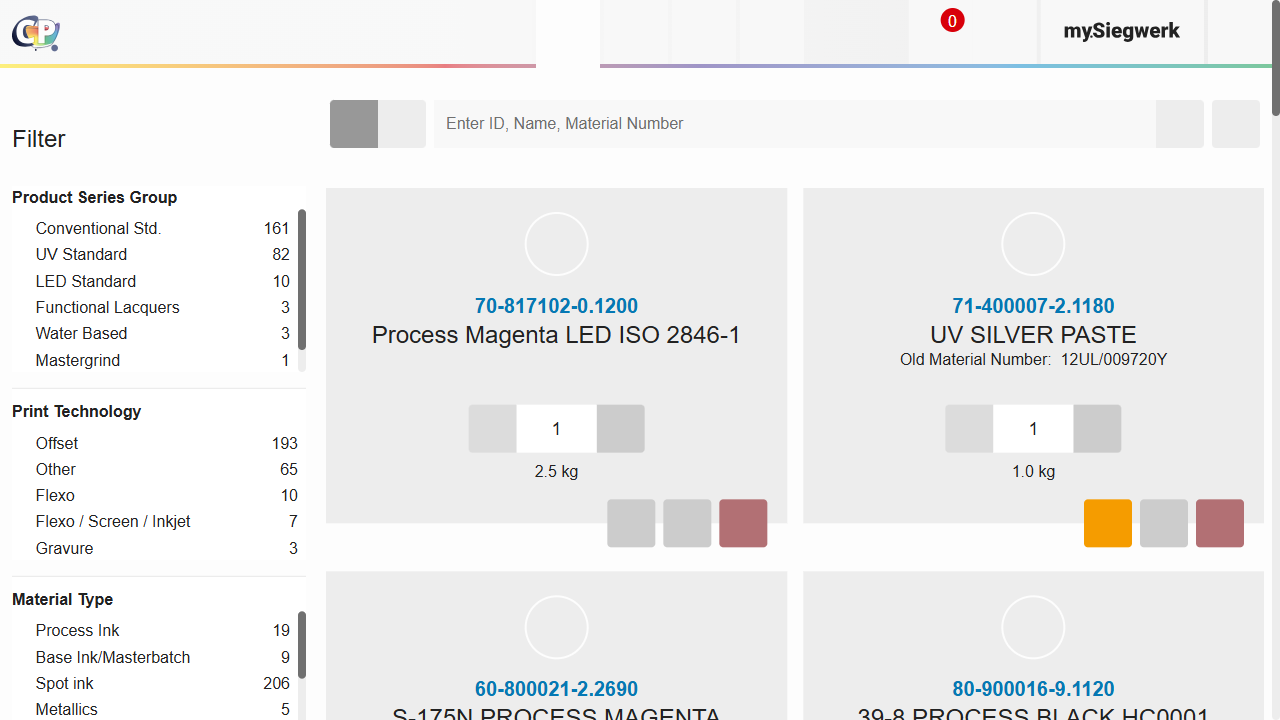 CP
0
mySiegwerk
Filter
Enter ID, Name, Material Number
Product Series Group
Conventional Std. 161
UV Standard 82
LED Standard 10
Functional Lacquers 3
Water Based 3
Mastergrind 1
Print Technology
Offset 193
Other 65
Flexo 10
Flexo / Screen / Inkjet 7
Gravure 3
Material Type
Process Ink 19
Base Ink/Masterbatch 9
Spot ink 206
Metallics 5
70-817102-0.1200
Process Magenta LED ISO 2846-1
1
2.5 kg
71-400007-2.1180
UV SILVER PASTE
Old Material Number: 12UL/009720Y
1
1.0 kg
60-800021-2.2690
S-175N PROCESS MAGENTA
80-900016-9.1120
39-8 PROCESS BLACK HC0001